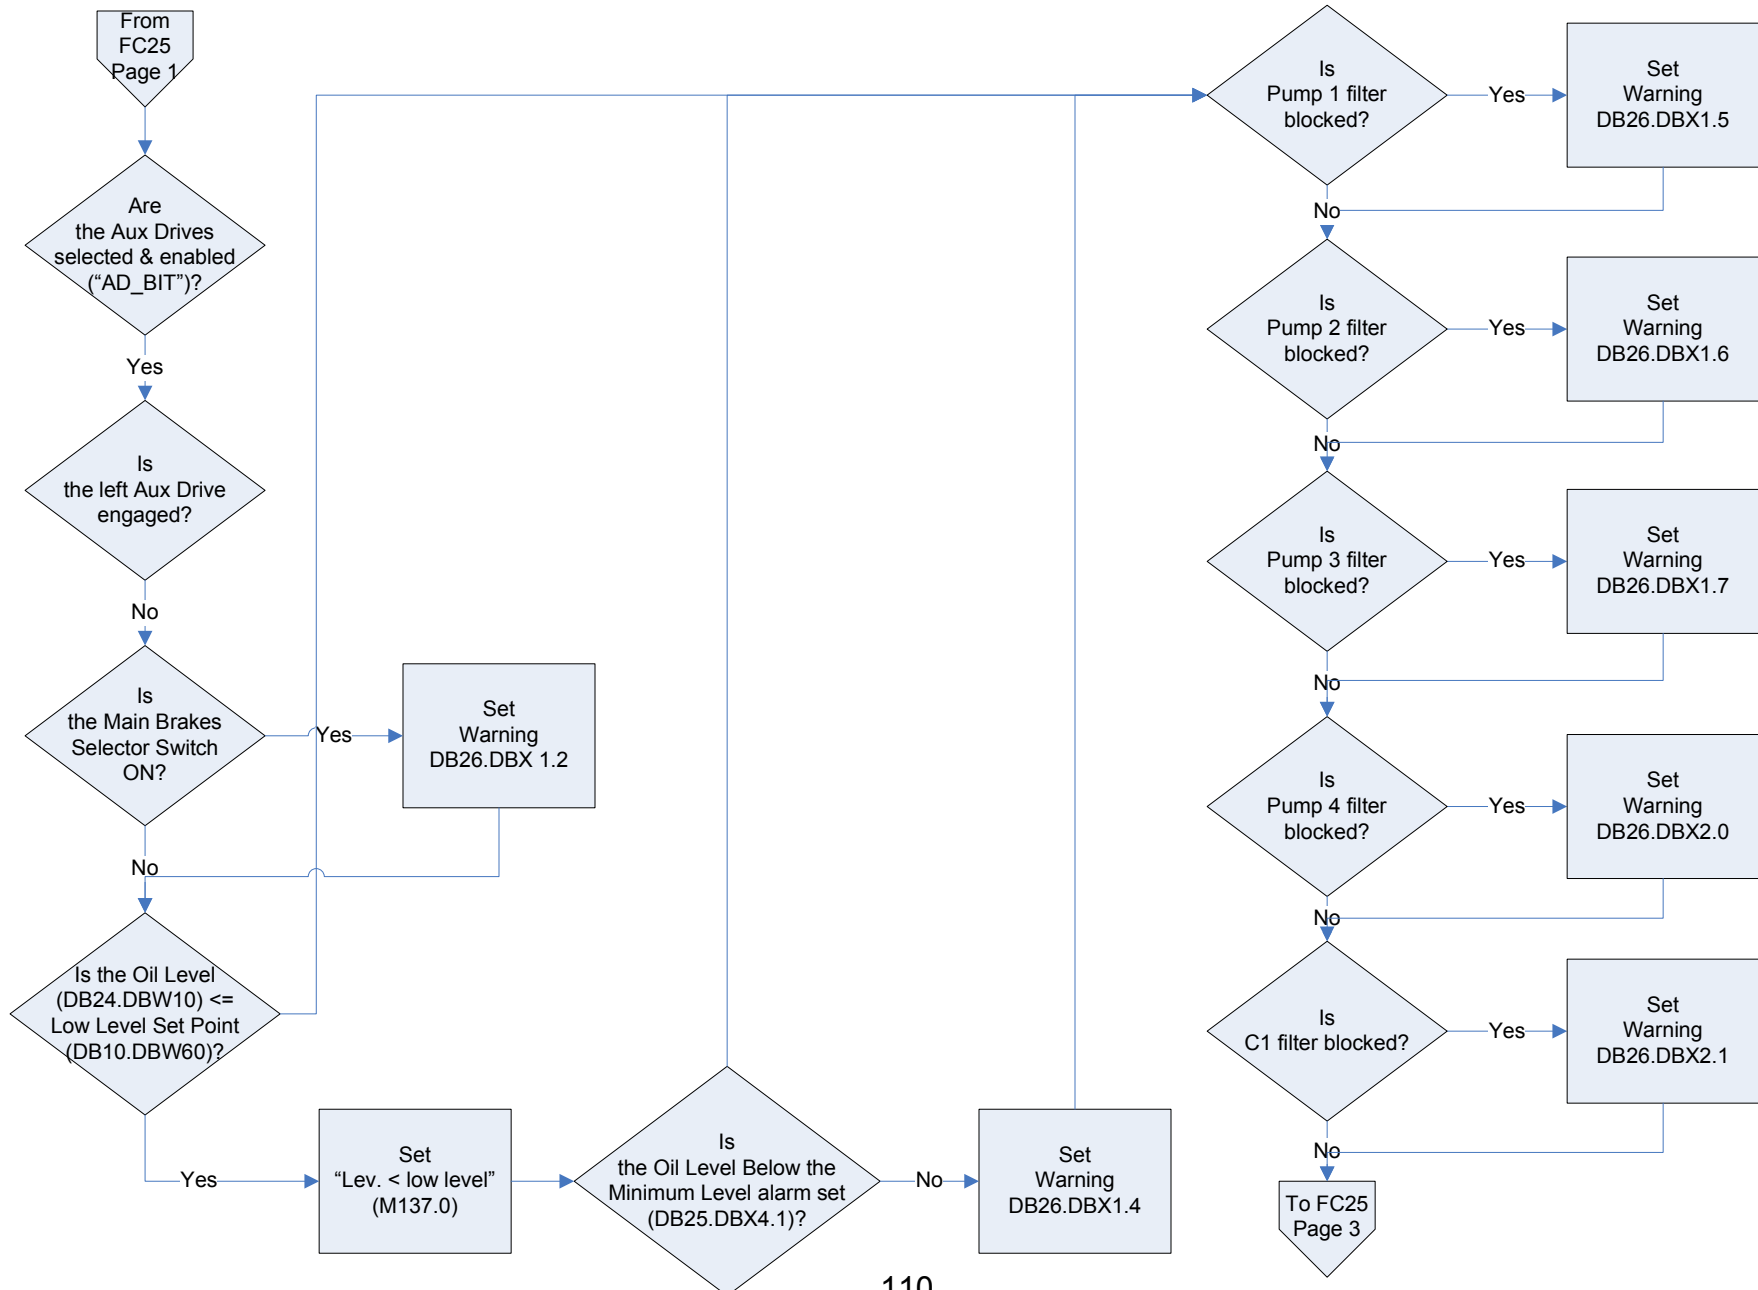 From
FC25
Page 1
Are
the Aux Drives
selected & enabled
(“AD_BIT”)?
Yes
Is
the left Aux Drive
engaged?
No
Is
the Main Brakes
Selector Switch
ON?
Yes
Set
Warning
DB26.DBX 1.2
No
Is the Oil Level
(DB24.DBW10) <=
Low Level Set Point
(DB10.DBW60)?
Yes
Set
“Lev. < low level”
(M137.0)
Is
the Oil Level Below the
Minimum Level alarm set
(DB25.DBX4.1)?
No
Set
Warning
DB26.DBX1.4
Is
Pump 1 filter
blocked?
Yes
Set
Warning
DB26.DBX1.5
No
Is
Pump 2 filter
blocked?
Yes
Set
Warning
DB26.DBX1.6
No
Is
Pump 3 filter
blocked?
Yes
Set
Warning
DB26.DBX1.7
No
Is
Pump 4 filter
blocked?
Yes
Set
Warning
DB26.DBX2.0
No
Is
C1 filter blocked?
Yes
Set
Warning
DB26.DBX2.1
No
To FC25
Page 3
110